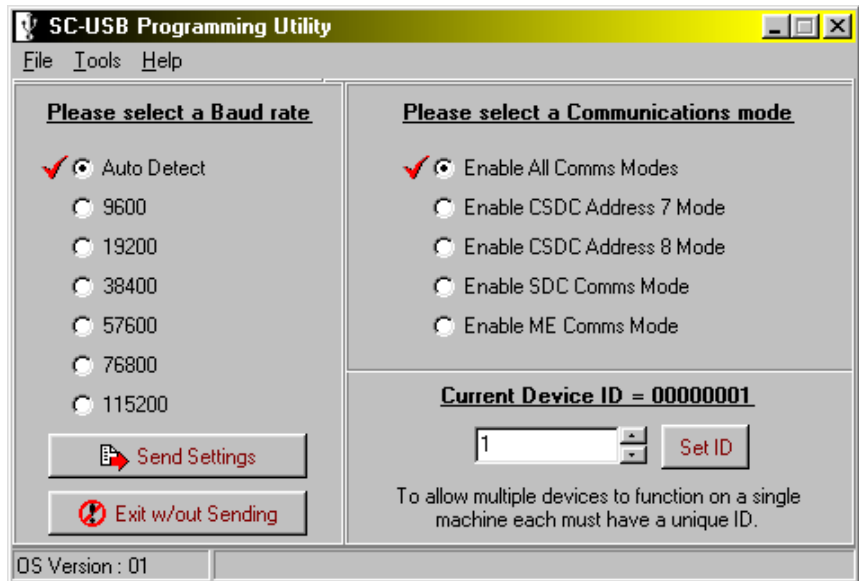 SC-USB Programming Utility
File Tools Help
Please select a Baud rate
Auto Detect
9600
19200
38400
57600
76800
115200
Send Settings
Exit w/out Sending
Please select a Communications mode
Enable All Comms Modes
Enable CSDC Address 7 Mode
Enable CSDC Address 8 Mode
Enable SDC Comms Mode
Enable ME Comms Mode
Current Device ID = 00000001
1
Set ID
To allow multiple devices to function on a single
machine each must have a unique ID.
OS Version : 01